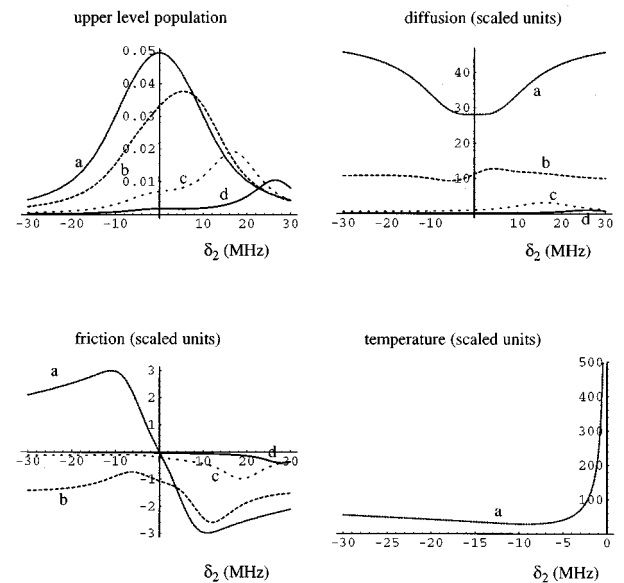 upper level population
0.05
0.04
0.03
0.02
0.01
a
b
c
d
-30 -20 -10 10 20 30
δ2 (MHz)
diffusion (scaled units)
40
30
20
10
a
b
c
d
-30 -20 -10 10 20 30
δ2 (MHz)
friction (scaled units)
3
2
1
-1
-2
-3
a
b
c
d
-30 -20 -10 10 20 30
δ2 (MHz)
temperature (scaled units)
500
400
300
200
100
a
-30 -25 -20 -15 -10 -5 0
δ2 (MHz)